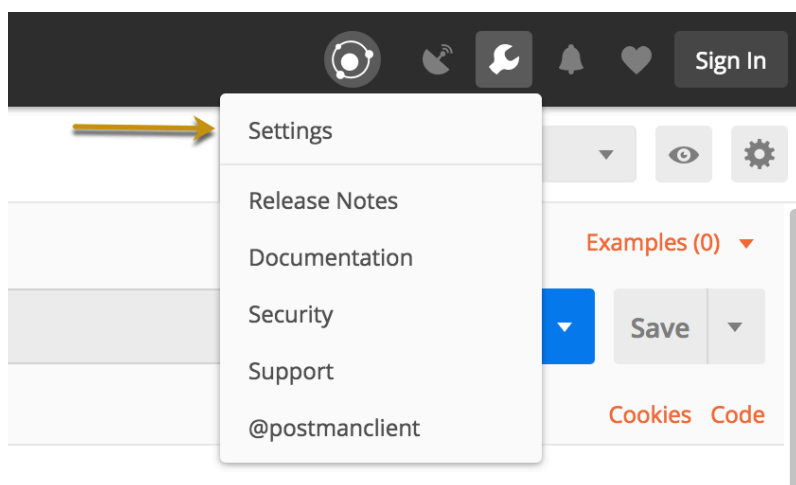 Sign In
Settings
Release Notes
Examples (0)
Documentation
Security
Save
Support
Cookies Code
@postmanclient